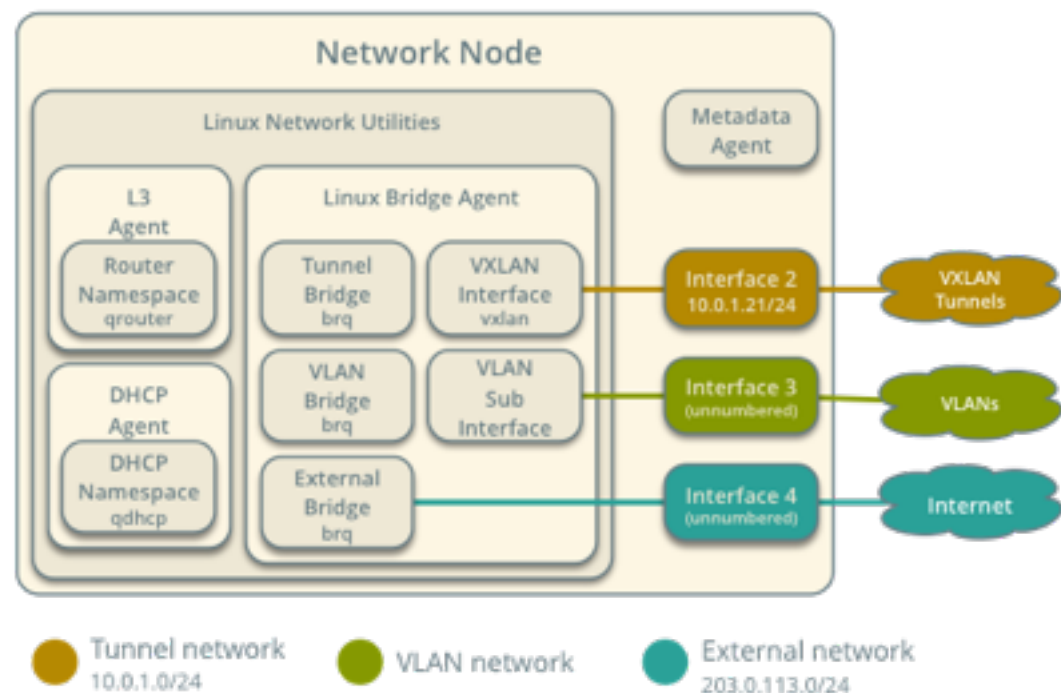 Network Node
Linux Network Utilities
Metadata
Agent
L3
Agent
Router
Namespace
qrouter
DHCP
Agent
DHCP
Namespace
qdhcp
Linux Bridge Agent
Tunnel
Bridge
brq
VXLAN
Interface
vxlan
VLAN
Bridge
brq
VLAN
Sub
Interface
External
Bridge
brq
Interface 2
10.0.1.21/24
VXLAN
Tunnels
Interface 3
(unnumbered)
VLANs
Interface 4
(unnumbered)
Internet
Tunnel network
10.0.1.0/24
VLAN network
External network
203.0.113.0/24